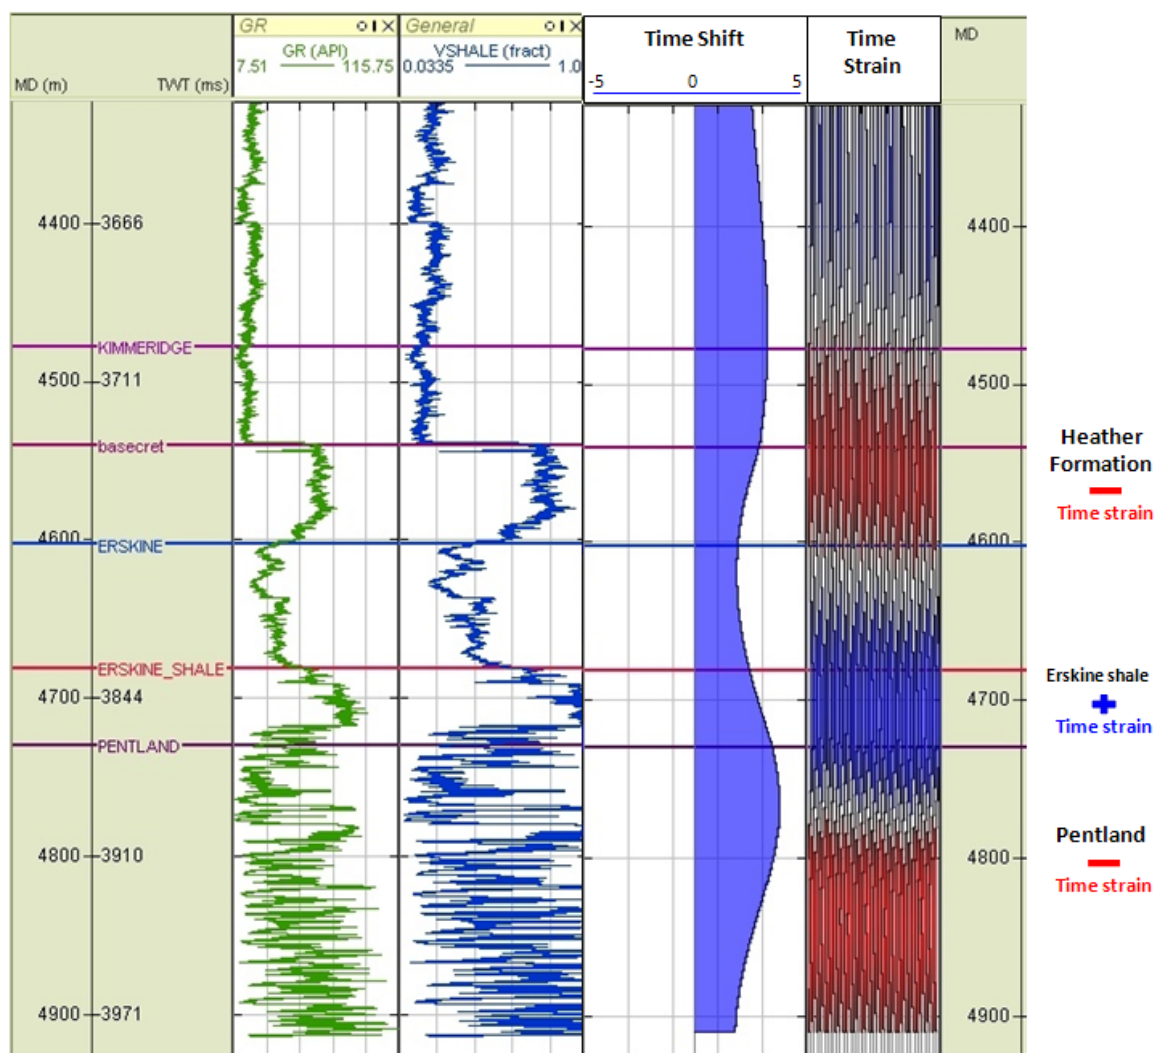 GR
General
GR (API)
7.51 115.75
VSHALE (fract)
0.0335 1.0
MD (m) TWT (ms)
Time Shift
-5 0 5
Time
Strain
MD
4400 3666 4400
KIMMERIDGE
4500 3711 4500
basecret
4600 4600
ERSKINE
ERSKINE_SHALE
4700 3844 4700
PENTLAND
4800 3910 4800
4900 3971 4900
Heather
Formation
Time strain
Erskine shale
Time strain
Pentland
Time strain